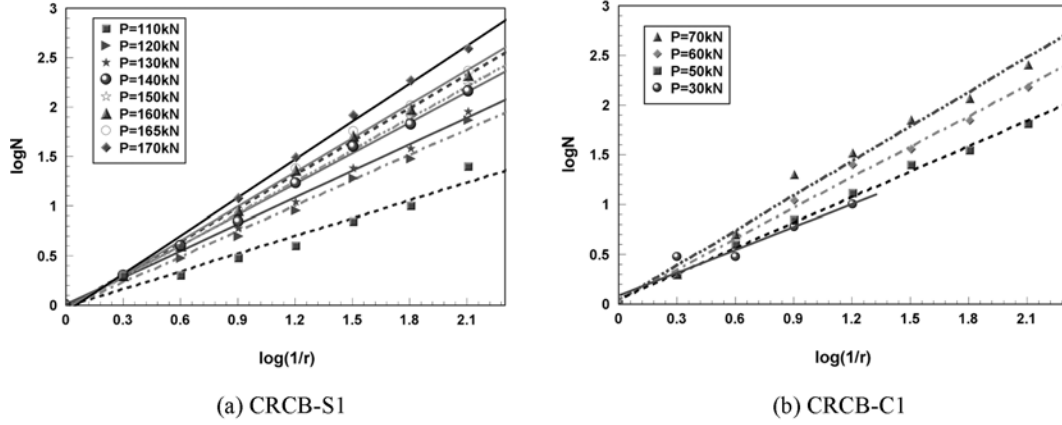 3
2.5
2
1.5
1
0.5
0
logN
P=110kN
P=120kN
P=130kN
P=140kN
P=150kN
P=160kN
P=165kN
P=170kN
0 0.3 0.6 0.9 1.2 1.5 1.8 2.1
log(1/r)
(a) CRCB-S1
3
2.5
2
1.5
1
0.5
0
logN
P=70kN
P=60kN
P=50kN
P=30kN
0 0.3 0.6 0.9 1.2 1.5 1.8 2.1
log(1/r)
(b) CRCB-C1